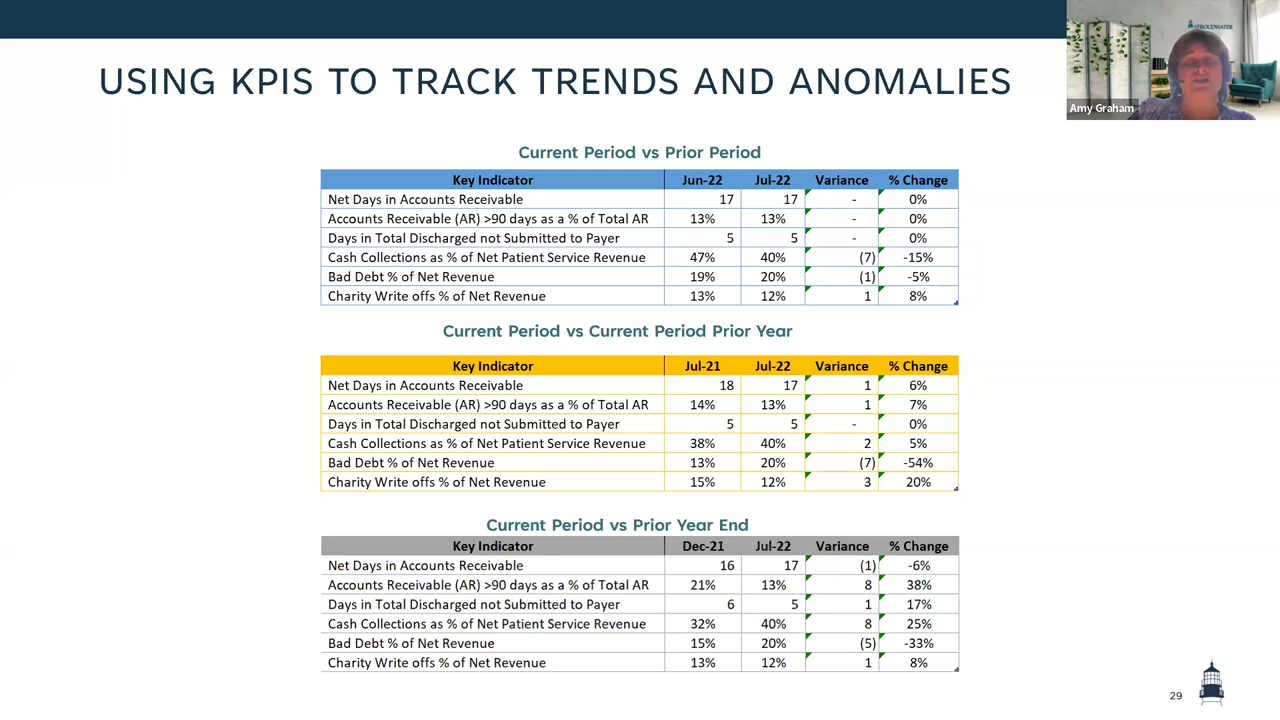 STROUDWATER
Amy Graham
USING KPIS TO TRACK TRENDS AND ANOMALIES
Current Period vs Prior Period
Key Indicator Jun-22 Jul-22 Variance % Change
Net Days in Accounts Receivable 17 17 - 0%
Accounts Receivable (AR) >90 days as a % of Total AR 13% 13% - 0%
Days in Total Discharged not Submitted to Payer 5 5 - 0%
Cash Collections as % of Net Patient Service Revenue 47% 40% (7) -15%
Bad Debt % of Net Revenue 19% 20% (1) -5%
Charity Write offs % of Net Revenue 13% 12% 1 8%
Current Period vs Current Period Prior Year
Key Indicator Jul-21 Jul-22 Variance % Change
Net Days in Accounts Receivable 18 17 1 6%
Accounts Receivable (AR) >90 days as a % of Total AR 14% 13% 1 7%
Days in Total Discharged not Submitted to Payer 5 5 - 0%
Cash Collections as % of Net Patient Service Revenue 38% 40% 2 5%
Bad Debt % of Net Revenue 13% 20% (7) -54%
Charity Write offs % of Net Revenue 15% 12% 3 20%
Current Period vs Prior Year End
Key Indicator Dec-21 Jul-22 Variance % Change
Net Days in Accounts Receivable 16 17 (1) -6%
Accounts Receivable (AR) >90 days as a % of Total AR 21% 13% 8 38%
Days in Total Discharged not Submitted to Payer 6 5 1 17%
Cash Collections as % of Net Patient Service Revenue 32% 40% 8 25%
Bad Debt % of Net Revenue 15% 20% (5) -33%
Charity Write offs % of Net Revenue 13% 12% 1 8%
29